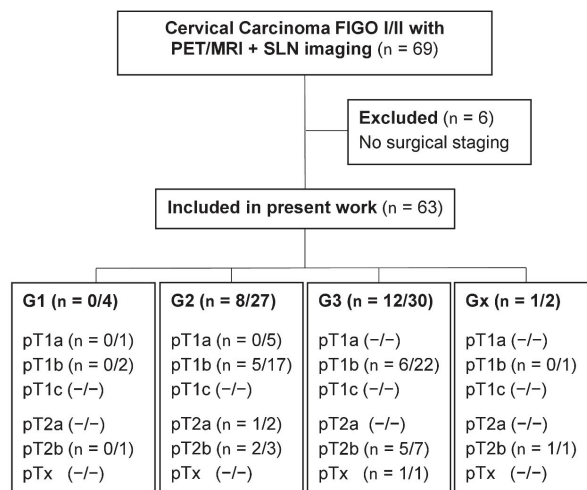 Cervical Carcinoma FIGO I/II with
PET/MRI + SLN imaging (n = 69)
Excluded (n = 6)
No surgical staging
Included in present work (n = 63)
G1 (n = 0/4)
pT1a (n = 0/1)
pT1b (n = 0/2)
pT1c (−/−)
pT2a (−/−)
pT2b (n = 0/1)
pTx (−/−)
G2 (n = 8/27)
pT1a (n = 0/5)
pT1b (n = 5/17)
pT1c (−/−)
pT2a (n = 1/2)
pT2b (n = 2/3)
pTx (−/−)
G3 (n = 12/30)
pT1a (−/−)
pT1b (n = 6/22)
pT1c (−/−)
pT2a (−/−)
pT2b (n = 5/7)
pTx (n = 1/1)
Gx (n = 1/2)
pT1a (−/−)
pT1b (n = 0/1)
pT1c (−/−)
pT2a (−/−)
pT2b (n = 1/1)
pTx (−/−)